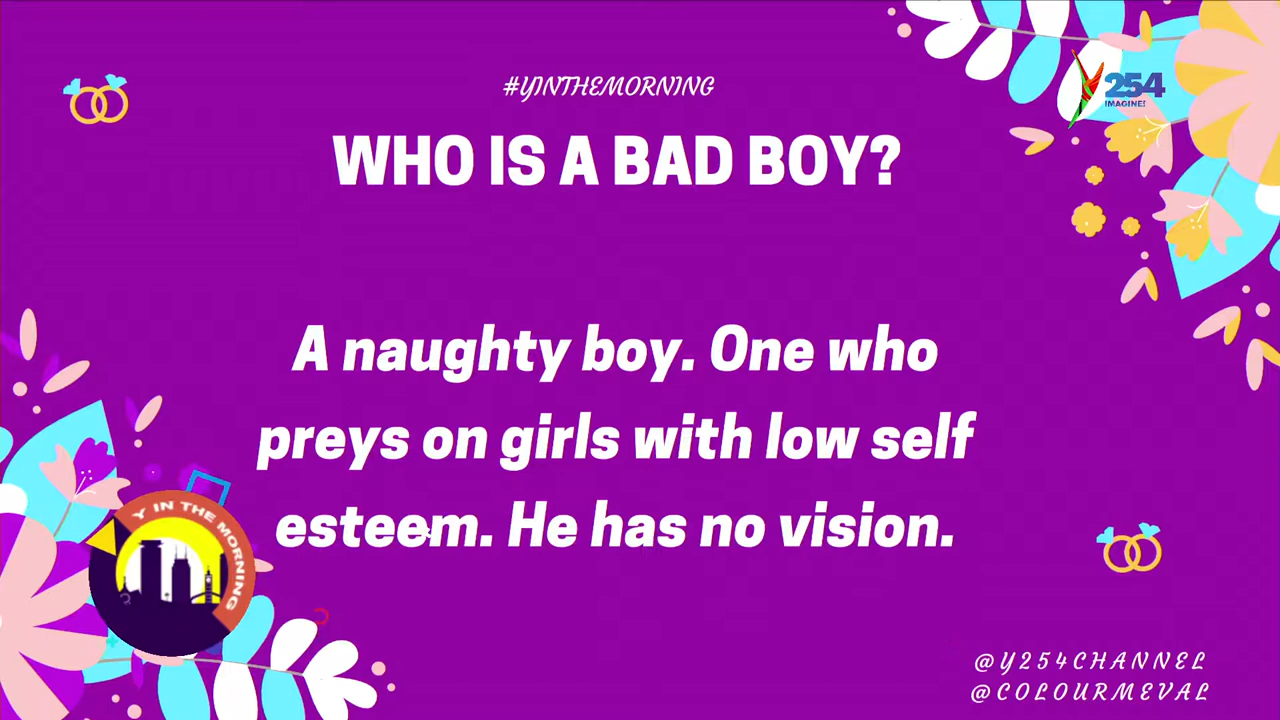 #YINTHEMORNING
254
IMAGINE!
WHO IS A BAD BOY?
A naughty boy. One who
preys on girls with low self
esteem. He has no vision.
Y IN THE MORNING
@Y254CHANNEL
@COLOURMEVAL